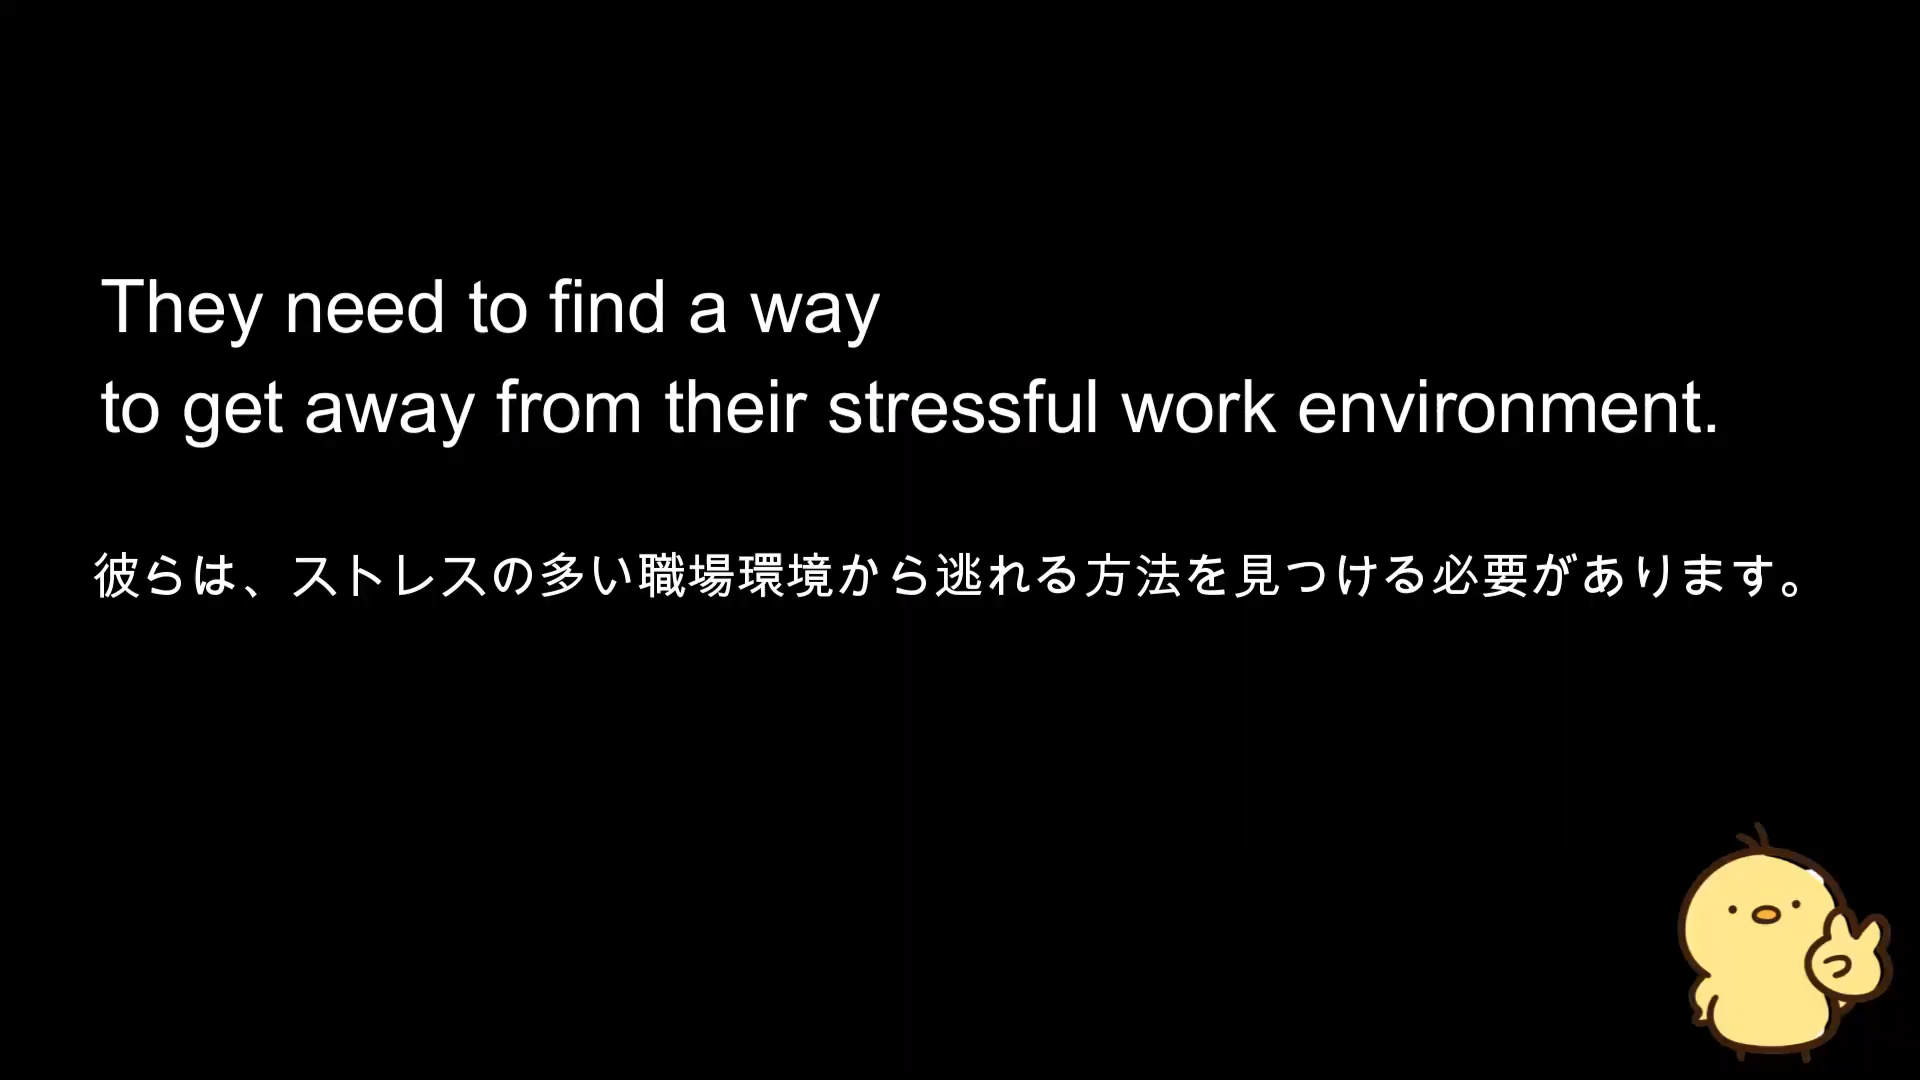 They need to find a way
to get away from their stressful work environment.
彼らは、ストレスの多い職場環境から逃れる方法を見つける必要があります。